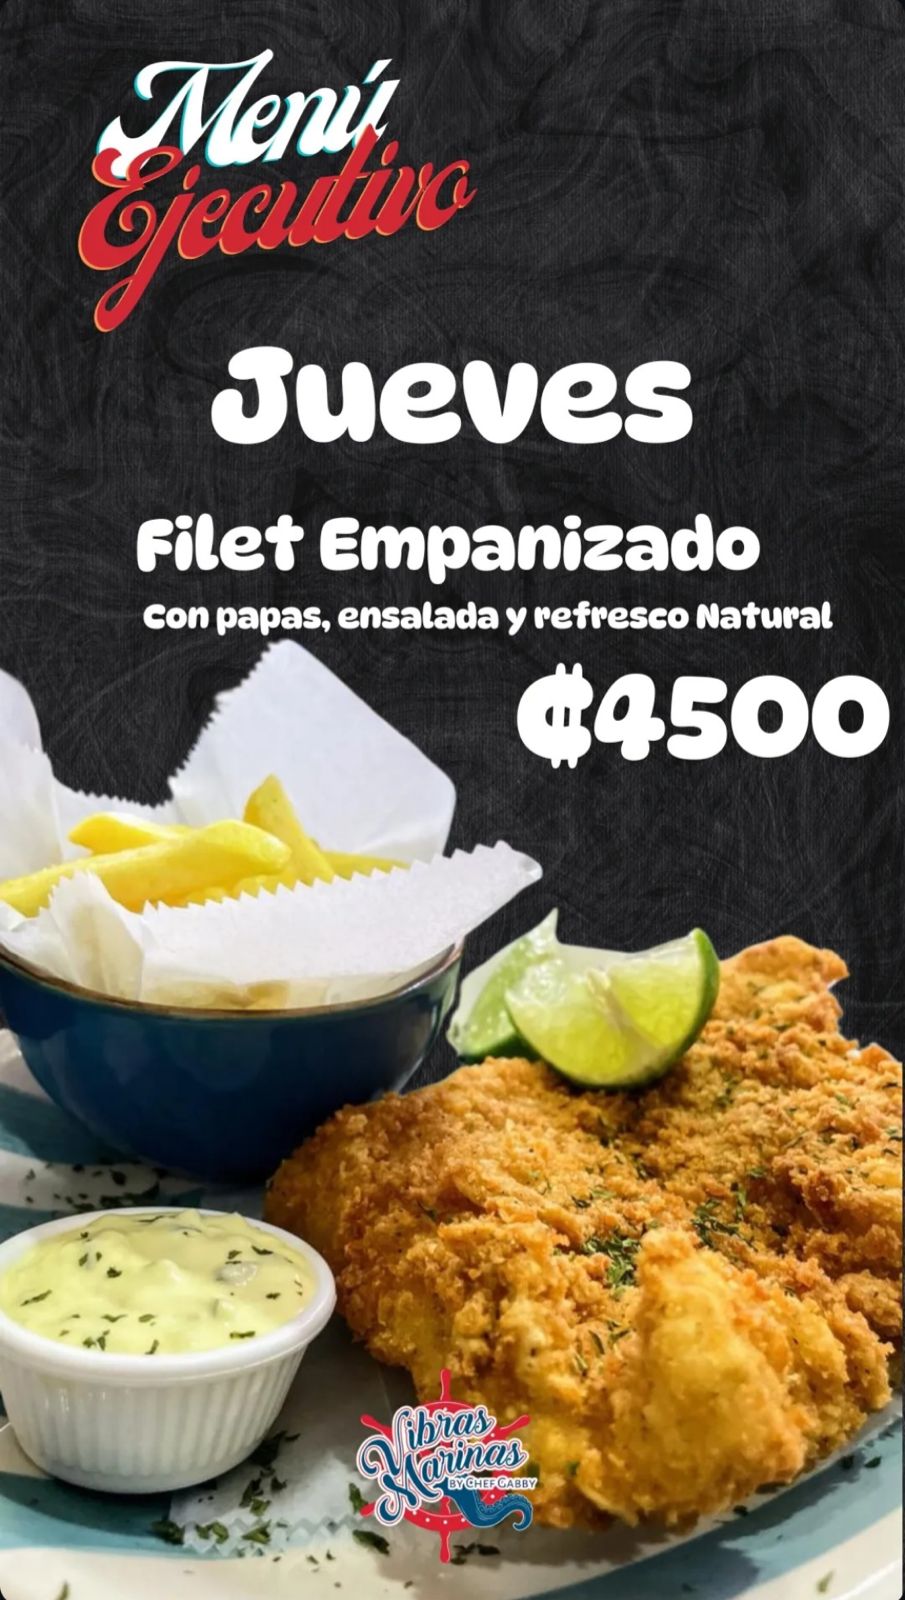 Menú
Ejecutivo
Jueves
Filet Empanizado
Con papas, ensalada y refresco Natural
₡4500
Vibras
Marinas
BY CHEF GABBY